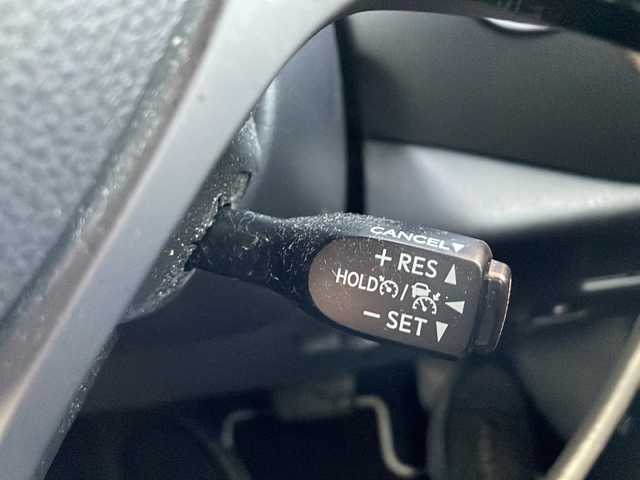 CANCEL▼
+ RES ▲
HOLD / ◄
− SET ▼